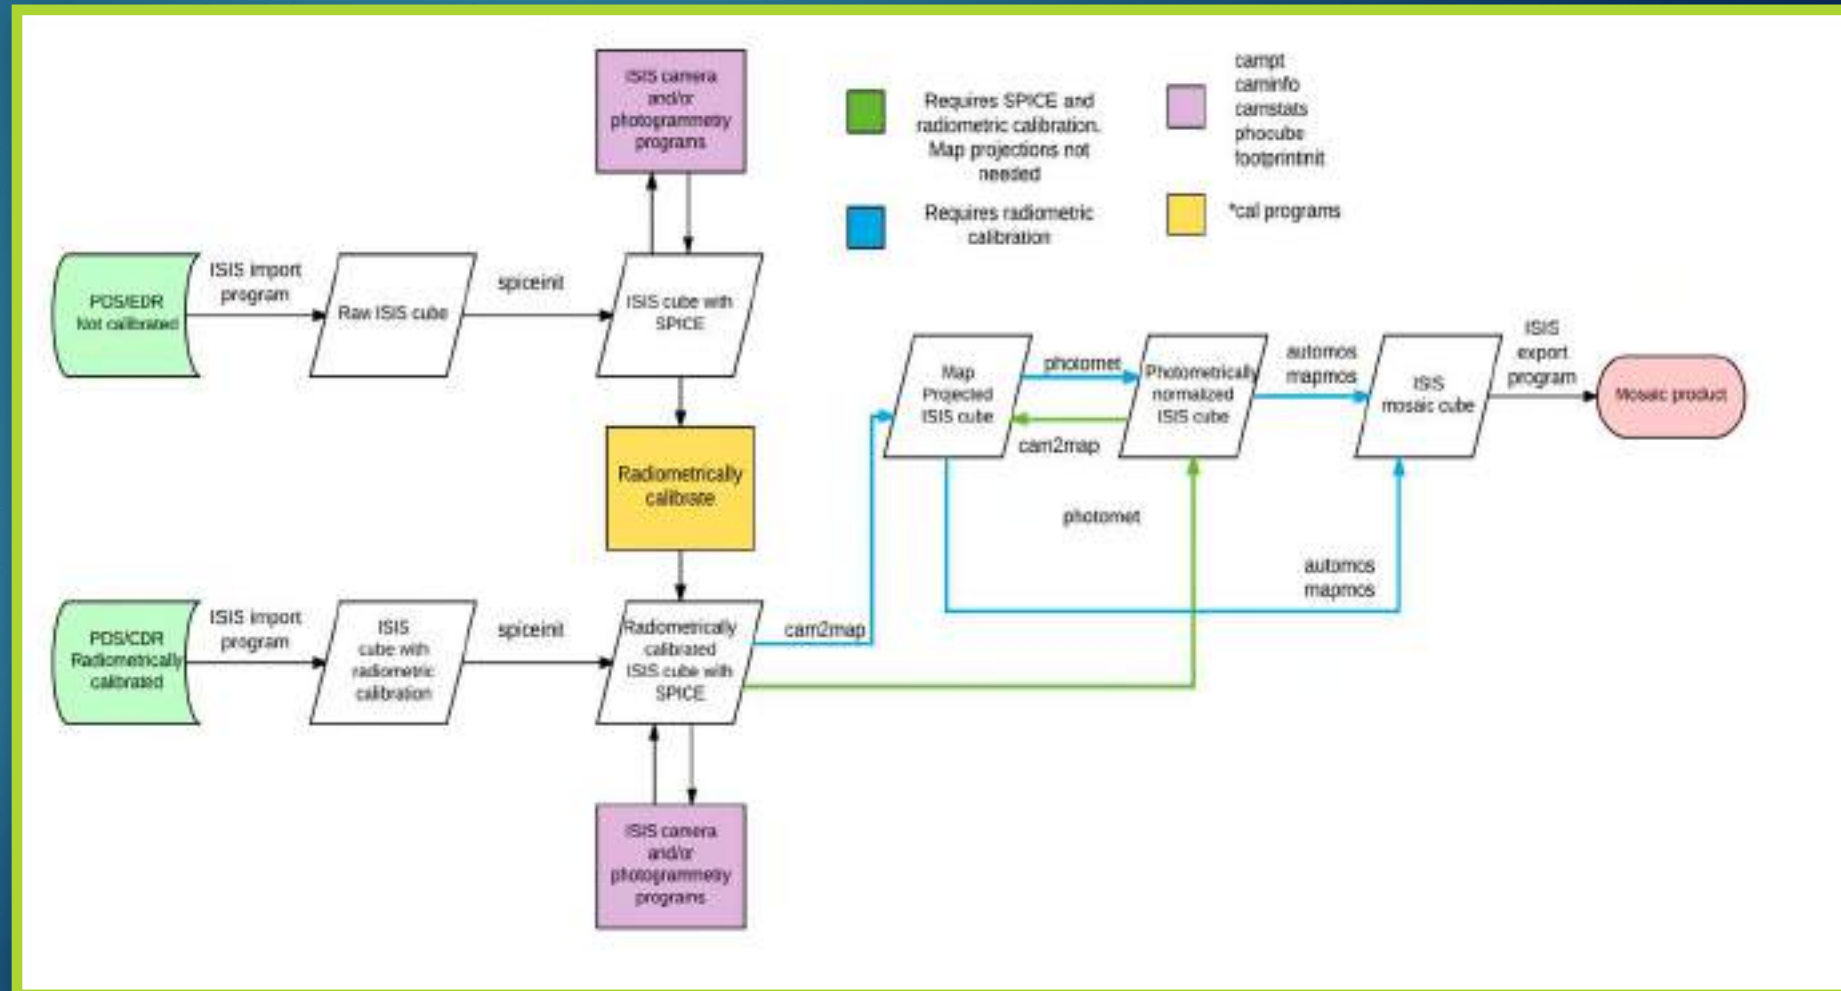 ISIS camera
and/or
photogrammetry
programs
Requires SPICE and
radiometric calibration.
Map projections not
needed
campt
caminfo
camstats
phocube
footprintinit
Requires radiometric
calibration
*cal programs
PDS/EDR
Not calibrated
ISIS import
program
Raw ISIS cube
spiceinit
ISIS cube with
SPICE
Map
Projected
ISIS cube
photomet
cam2map
Photometrically
normalized
ISIS cube
automos
mapmos
ISIS
mosaic cube
ISIS
export
program
Mosaic product
Radiometrically
calibrate
photomet
automos
mapmos
PDS/CDR
Radiometrically
calibrated
ISIS import
program
ISIS
cube with
radiometric
calibration
spiceinit
Radiometrically
calibrated
ISIS cube with
SPICE
cam2map
ISIS camera
and/or
photogrammetry
programs